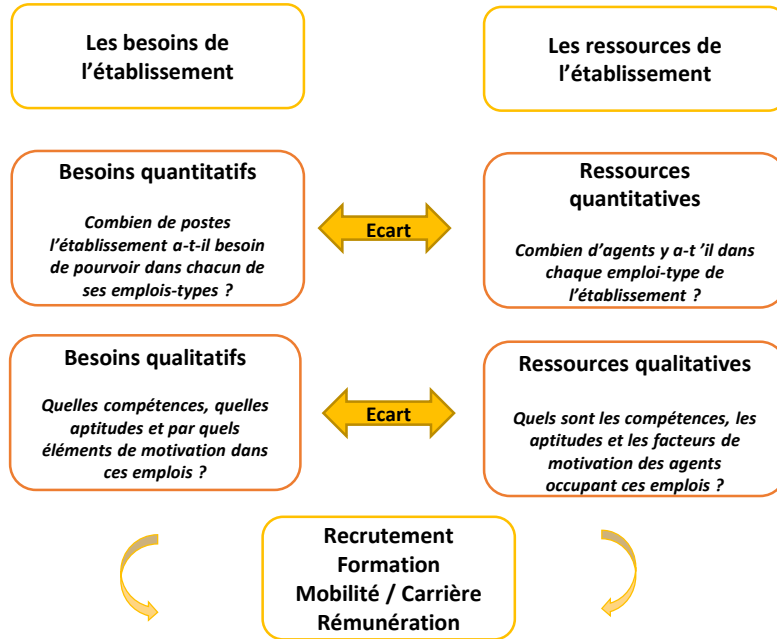 Les besoins de
l’établissement
Les ressources de
l’établissement
Besoins quantitatifs
Combien de postes
l’établissement a-t-il besoin
de pourvoir dans chacun de
ses emplois-types ?
Ecart
Ressources
quantitatives
Combien d’agents y a-t ’il dans
chaque emploi-type de
l’établissement ?
Besoins qualitatifs
Quelles compétences, quelles
aptitudes et par quels
éléments de motivation dans
ces emplois ?
Ecart
Ressources qualitatives
Quels sont les compétences, les
aptitudes et les facteurs de
motivation des agents
occupant ces emplois ?
Recrutement
Formation
Mobilité / Carrière
Rémunération